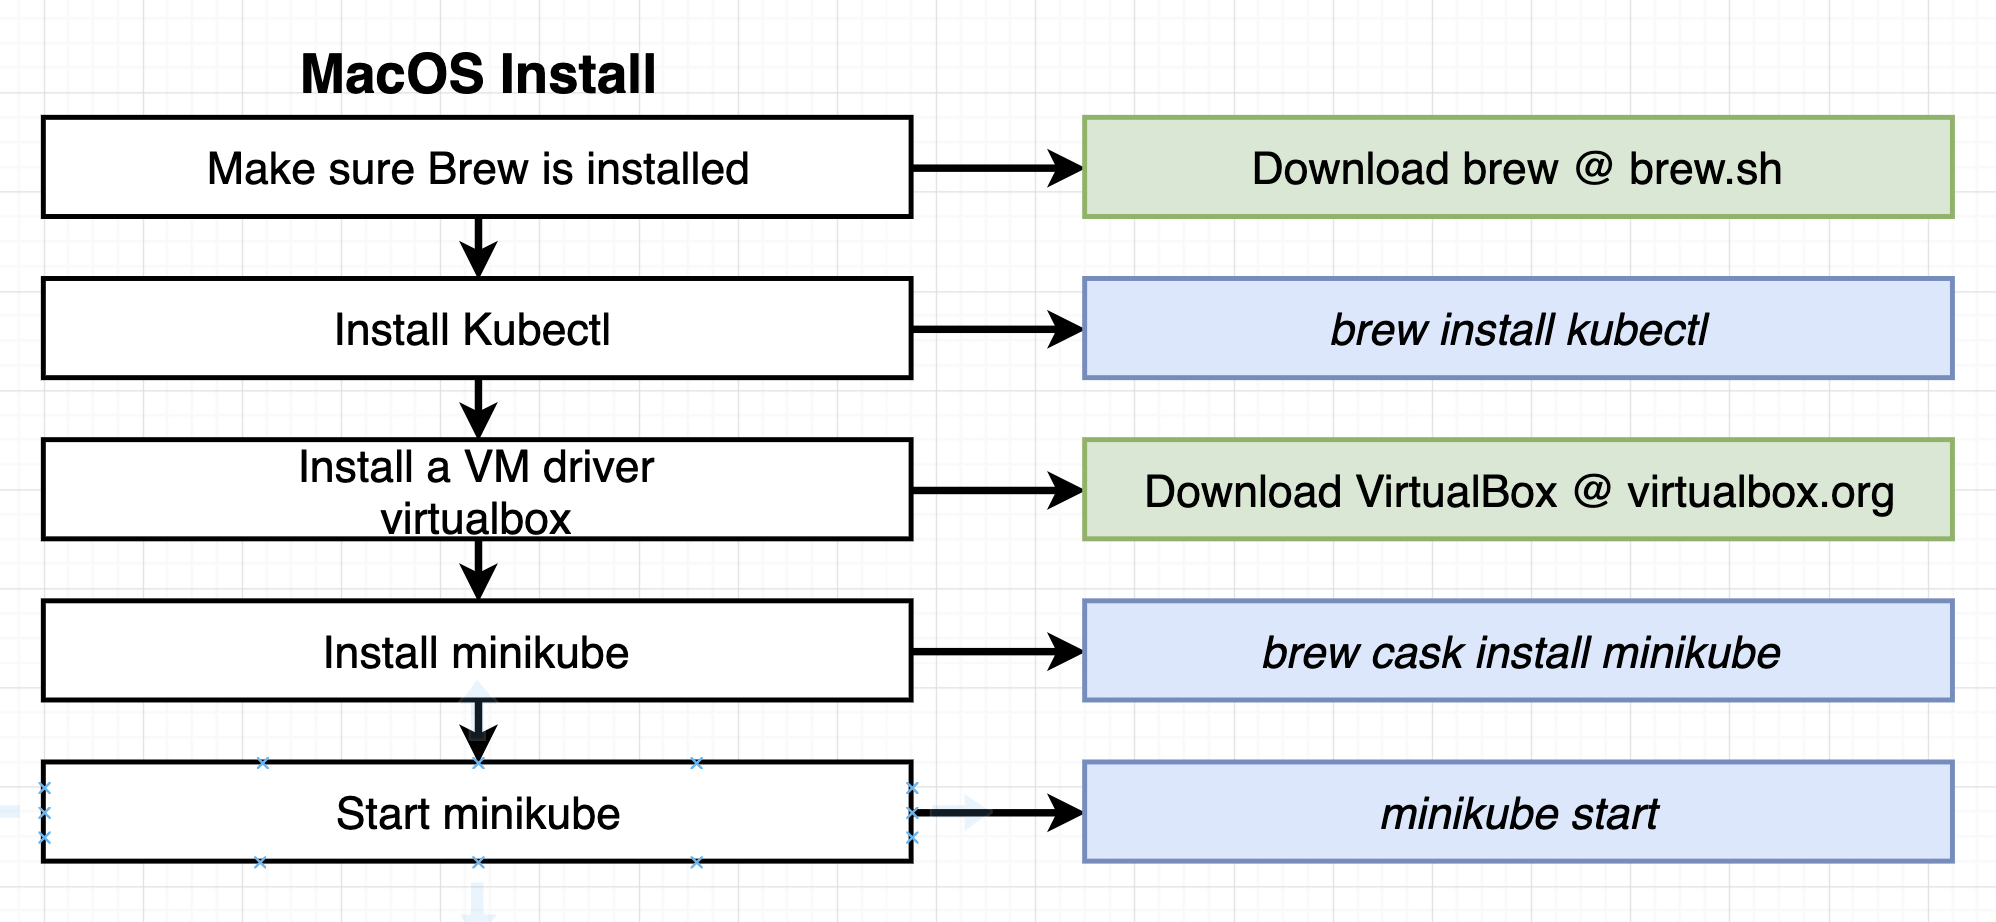 MacOS Install
Make sure Brew is installed
Download brew @ brew.sh
Install Kubectl
brew install kubectl
Install a VM driver
virtualbox
Download VirtualBox @ virtualbox.org
Install minikube
brew cask install minikube
Start minikube
minikube start